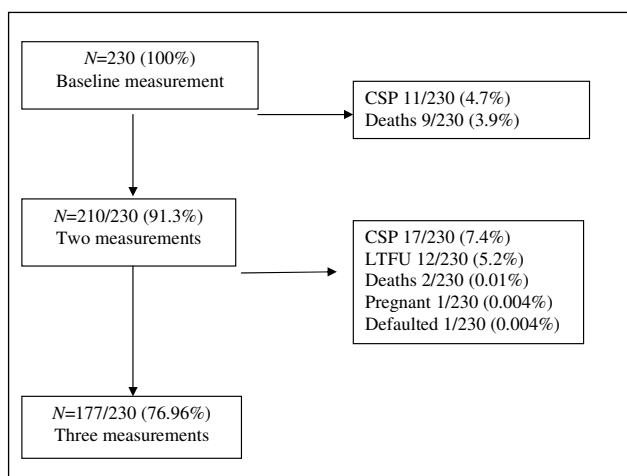 N=230 (100%)
Baseline measurement
CSP 11/230 (4.7%)
Deaths 9/230 (3.9%)
N=210/230 (91.3%)
Two measurements
CSP 17/230 (7.4%)
LTFU 12/230 (5.2%)
Deaths 2/230 (0.01%)
Pregnant 1/230 (0.004%)
Defaulted 1/230 (0.004%)
N=177/230 (76.96%)
Three measurements